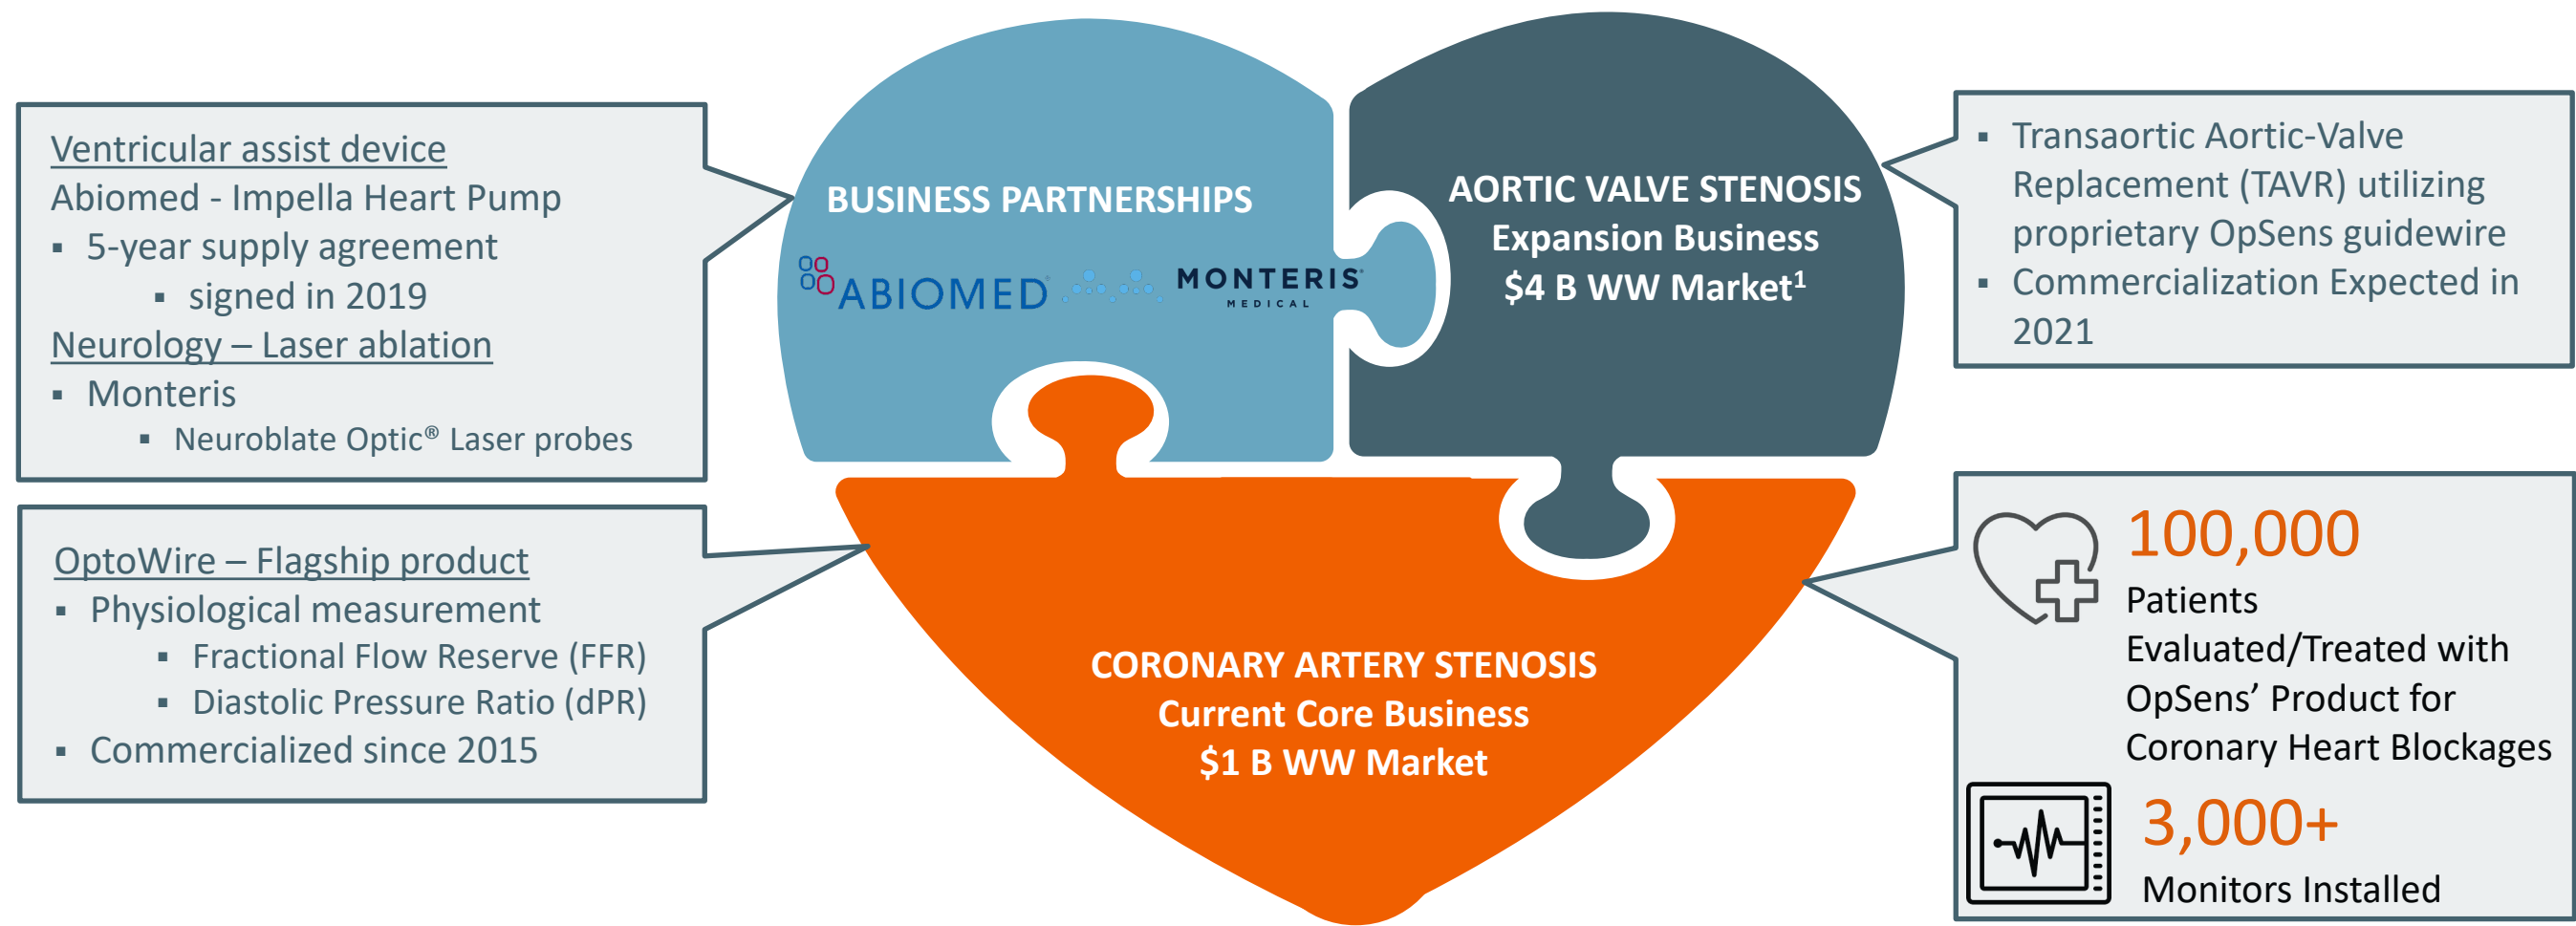 Ventricular assist device
Abiomed - Impella Heart Pump
▪ 5-year supply agreement
▪ signed in 2019
Neurology – Laser ablation
▪ Monteris
▪ Neuroblate Optic® Laser probes
BUSINESS PARTNERSHIPS
ABIOMED®
MONTERIS®
MEDICAL
AORTIC VALVE STENOSIS
Expansion Business
$4 B WW Market¹
▪ Transaortic Aortic-Valve
Replacement (TAVR) utilizing
proprietary OpSens guidewire
▪ Commercialization Expected in
2021
OptoWire – Flagship product
▪ Physiological measurement
▪ Fractional Flow Reserve (FFR)
▪ Diastolic Pressure Ratio (dPR)
▪ Commercialized since 2015
CORONARY ARTERY STENOSIS
Current Core Business
$1 B WW Market
100,000
Patients
Evaluated/Treated with
OpSens’ Product for
Coronary Heart Blockages
3,000+
Monitors Installed